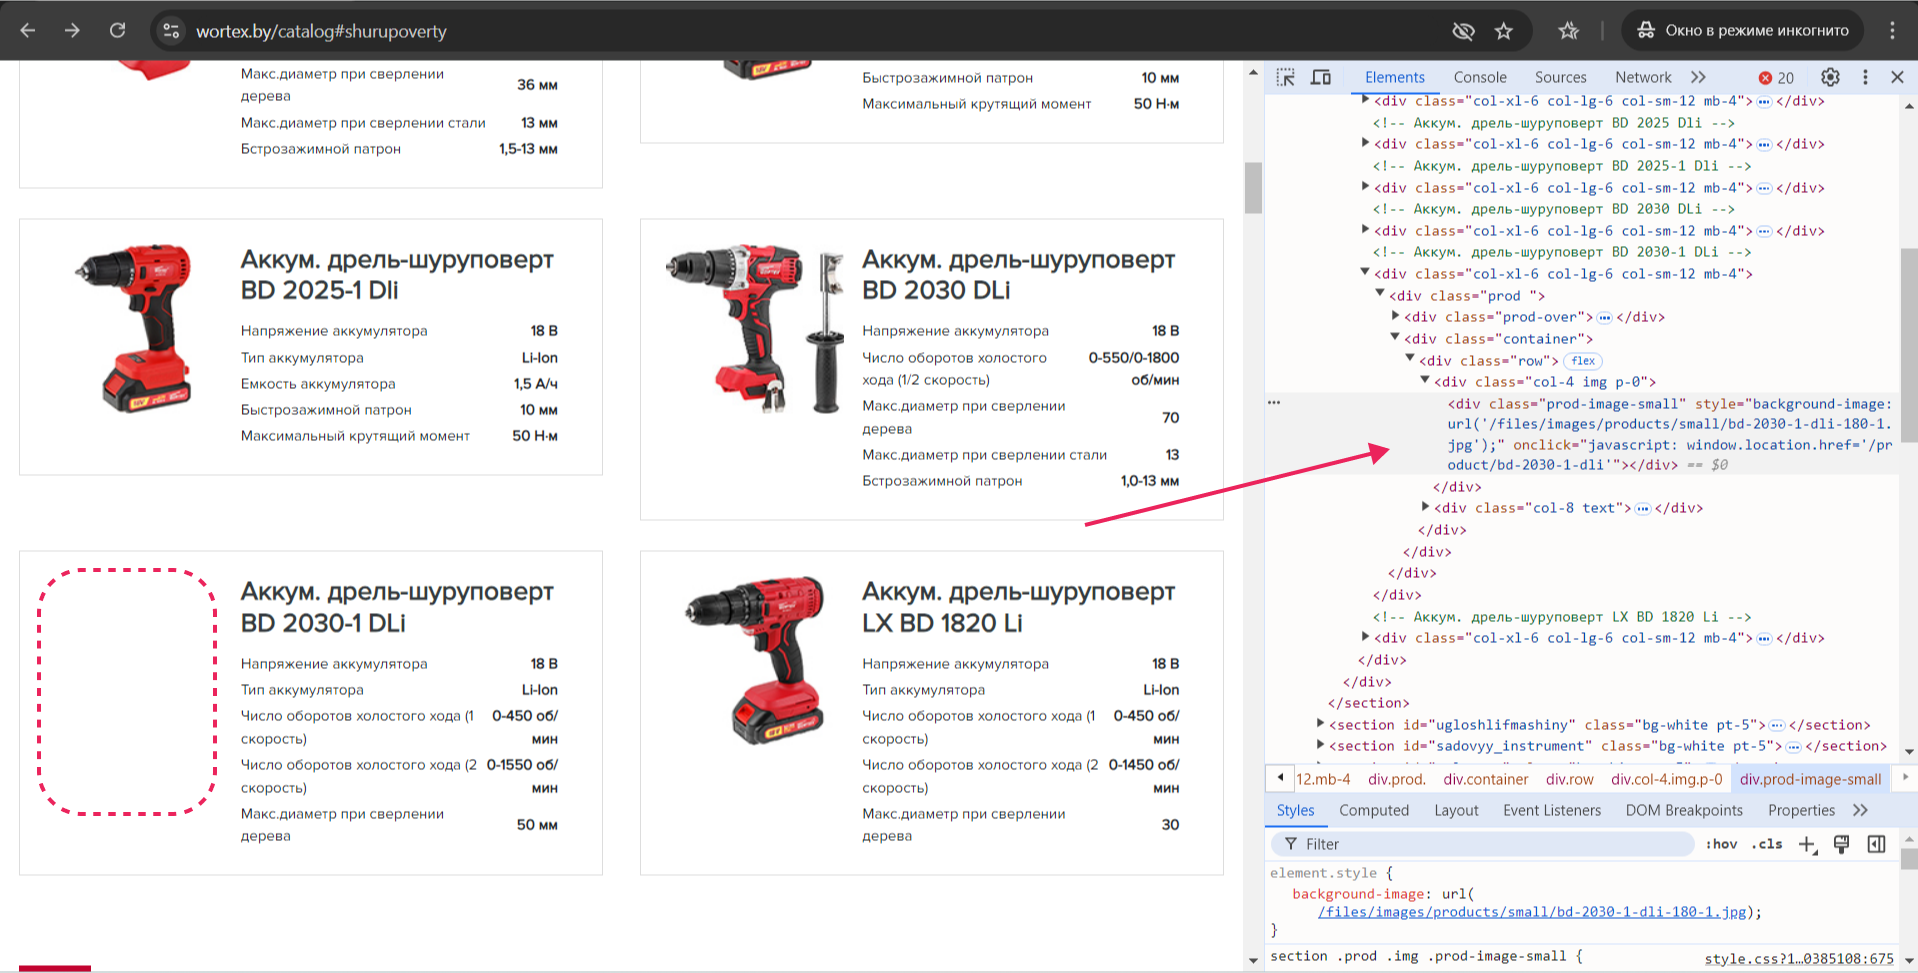 wortex.by/catalog#shurupoverty
Окно в режиме инкогнито
Макс.диаметр при сверлении
дерева
36 мм
Макс.диаметр при сверлении стали
13 мм
Бстрозажимной патрон
1,5-13 мм
Быстрозажимной патрон
10 мм
Максимальный крутящий момент
50 Н·м
Аккум. дрель-шуруповерт
BD 2025-1 Dli
Напряжение аккумулятора
18 В
Тип аккумулятора
Li-Ion
Емкость аккумулятора
1,5 А/ч
Быстрозажимной патрон
10 мм
Максимальный крутящий момент
50 Н·м
Аккум. дрель-шуруповерт
BD 2030 DLi
Напряжение аккумулятора
18 В
Число оборотов холостого
хода (1/2 скорость)
0-550/0-1800
об/мин
Макс.диаметр при сверлении
дерева
70
Макс.диаметр при сверлении стали
13
Бстрозажимной патрон
1,0-13 мм
Аккум. дрель-шуруповерт
BD 2030-1 DLi
Напряжение аккумулятора
18 В
Тип аккумулятора
Li-Ion
Число оборотов холостого хода (1
скорость)
0-450 об/
мин
Число оборотов холостого хода (2
скорость)
0-1550 об/
мин
Макс.диаметр при сверлении
дерева
50 мм
Аккум. дрель-шуруповерт
LX BD 1820 Li
Напряжение аккумулятора
18 В
Тип аккумулятора
Li-Ion
Число оборотов холостого хода (1
скорость)
0-450 об/
мин
Число оборотов холостого хода (2
скорость)
0-1450 об/
мин
Макс.диаметр при сверлении
дерева
30
Elements Console Sources Network 20
<div class="col-xl-6 col-lg-6 col-sm-12 mb-4"> … </div>
<!-- Аккум. дрель-шуруповерт BD 2025 Dli -->
<div class="col-xl-6 col-lg-6 col-sm-12 mb-4"> … </div>
<!-- Аккум. дрель-шуруповерт BD 2025-1 Dli -->
<div class="col-xl-6 col-lg-6 col-sm-12 mb-4"> … </div>
<!-- Аккум. дрель-шуруповерт BD 2030 DLi -->
<div class="col-xl-6 col-lg-6 col-sm-12 mb-4"> … </div>
<!-- Аккум. дрель-шуруповерт BD 2030-1 DLi -->
<div class="col-xl-6 col-lg-6 col-sm-12 mb-4">
<div class="prod ">
<div class="prod-over"> … </div>
<div class="container">
<div class="row"> flex
<div class="col-4 img p-0">
<div class="prod-image-small" style="background-image:
url('/files/images/products/small/bd-2030-1-dli-180-1.
jpg');" onclick="javascript: window.location.href='/pr
oduct/bd-2030-1-dli'"></div> == $0
</div>
<div class="col-8 text"> … </div>
</div>
</div>
</div>
</div>
<!-- Аккум. дрель-шуруповерт LX BD 1820 Li -->
<div class="col-xl-6 col-lg-6 col-sm-12 mb-4"> … </div>
</div>
</div>
</section>
<section id="ugloshlifmashiny" class="bg-white pt-5"> … </section>
<section id="sadovyy_instrument" class="bg-white pt-5"> … </section>
12.mb-4 div.prod. div.container div.row div.col-4.img.p-0 div.prod-image-small
Styles Computed Layout Event Listeners DOM Breakpoints Properties
Filter :hov .cls
element.style {
background-image: url(
/files/images/products/small/bd-2030-1-dli-180-1.jpg);
}
section .prod .img .prod-image-small {
style.css?1…0385108:675